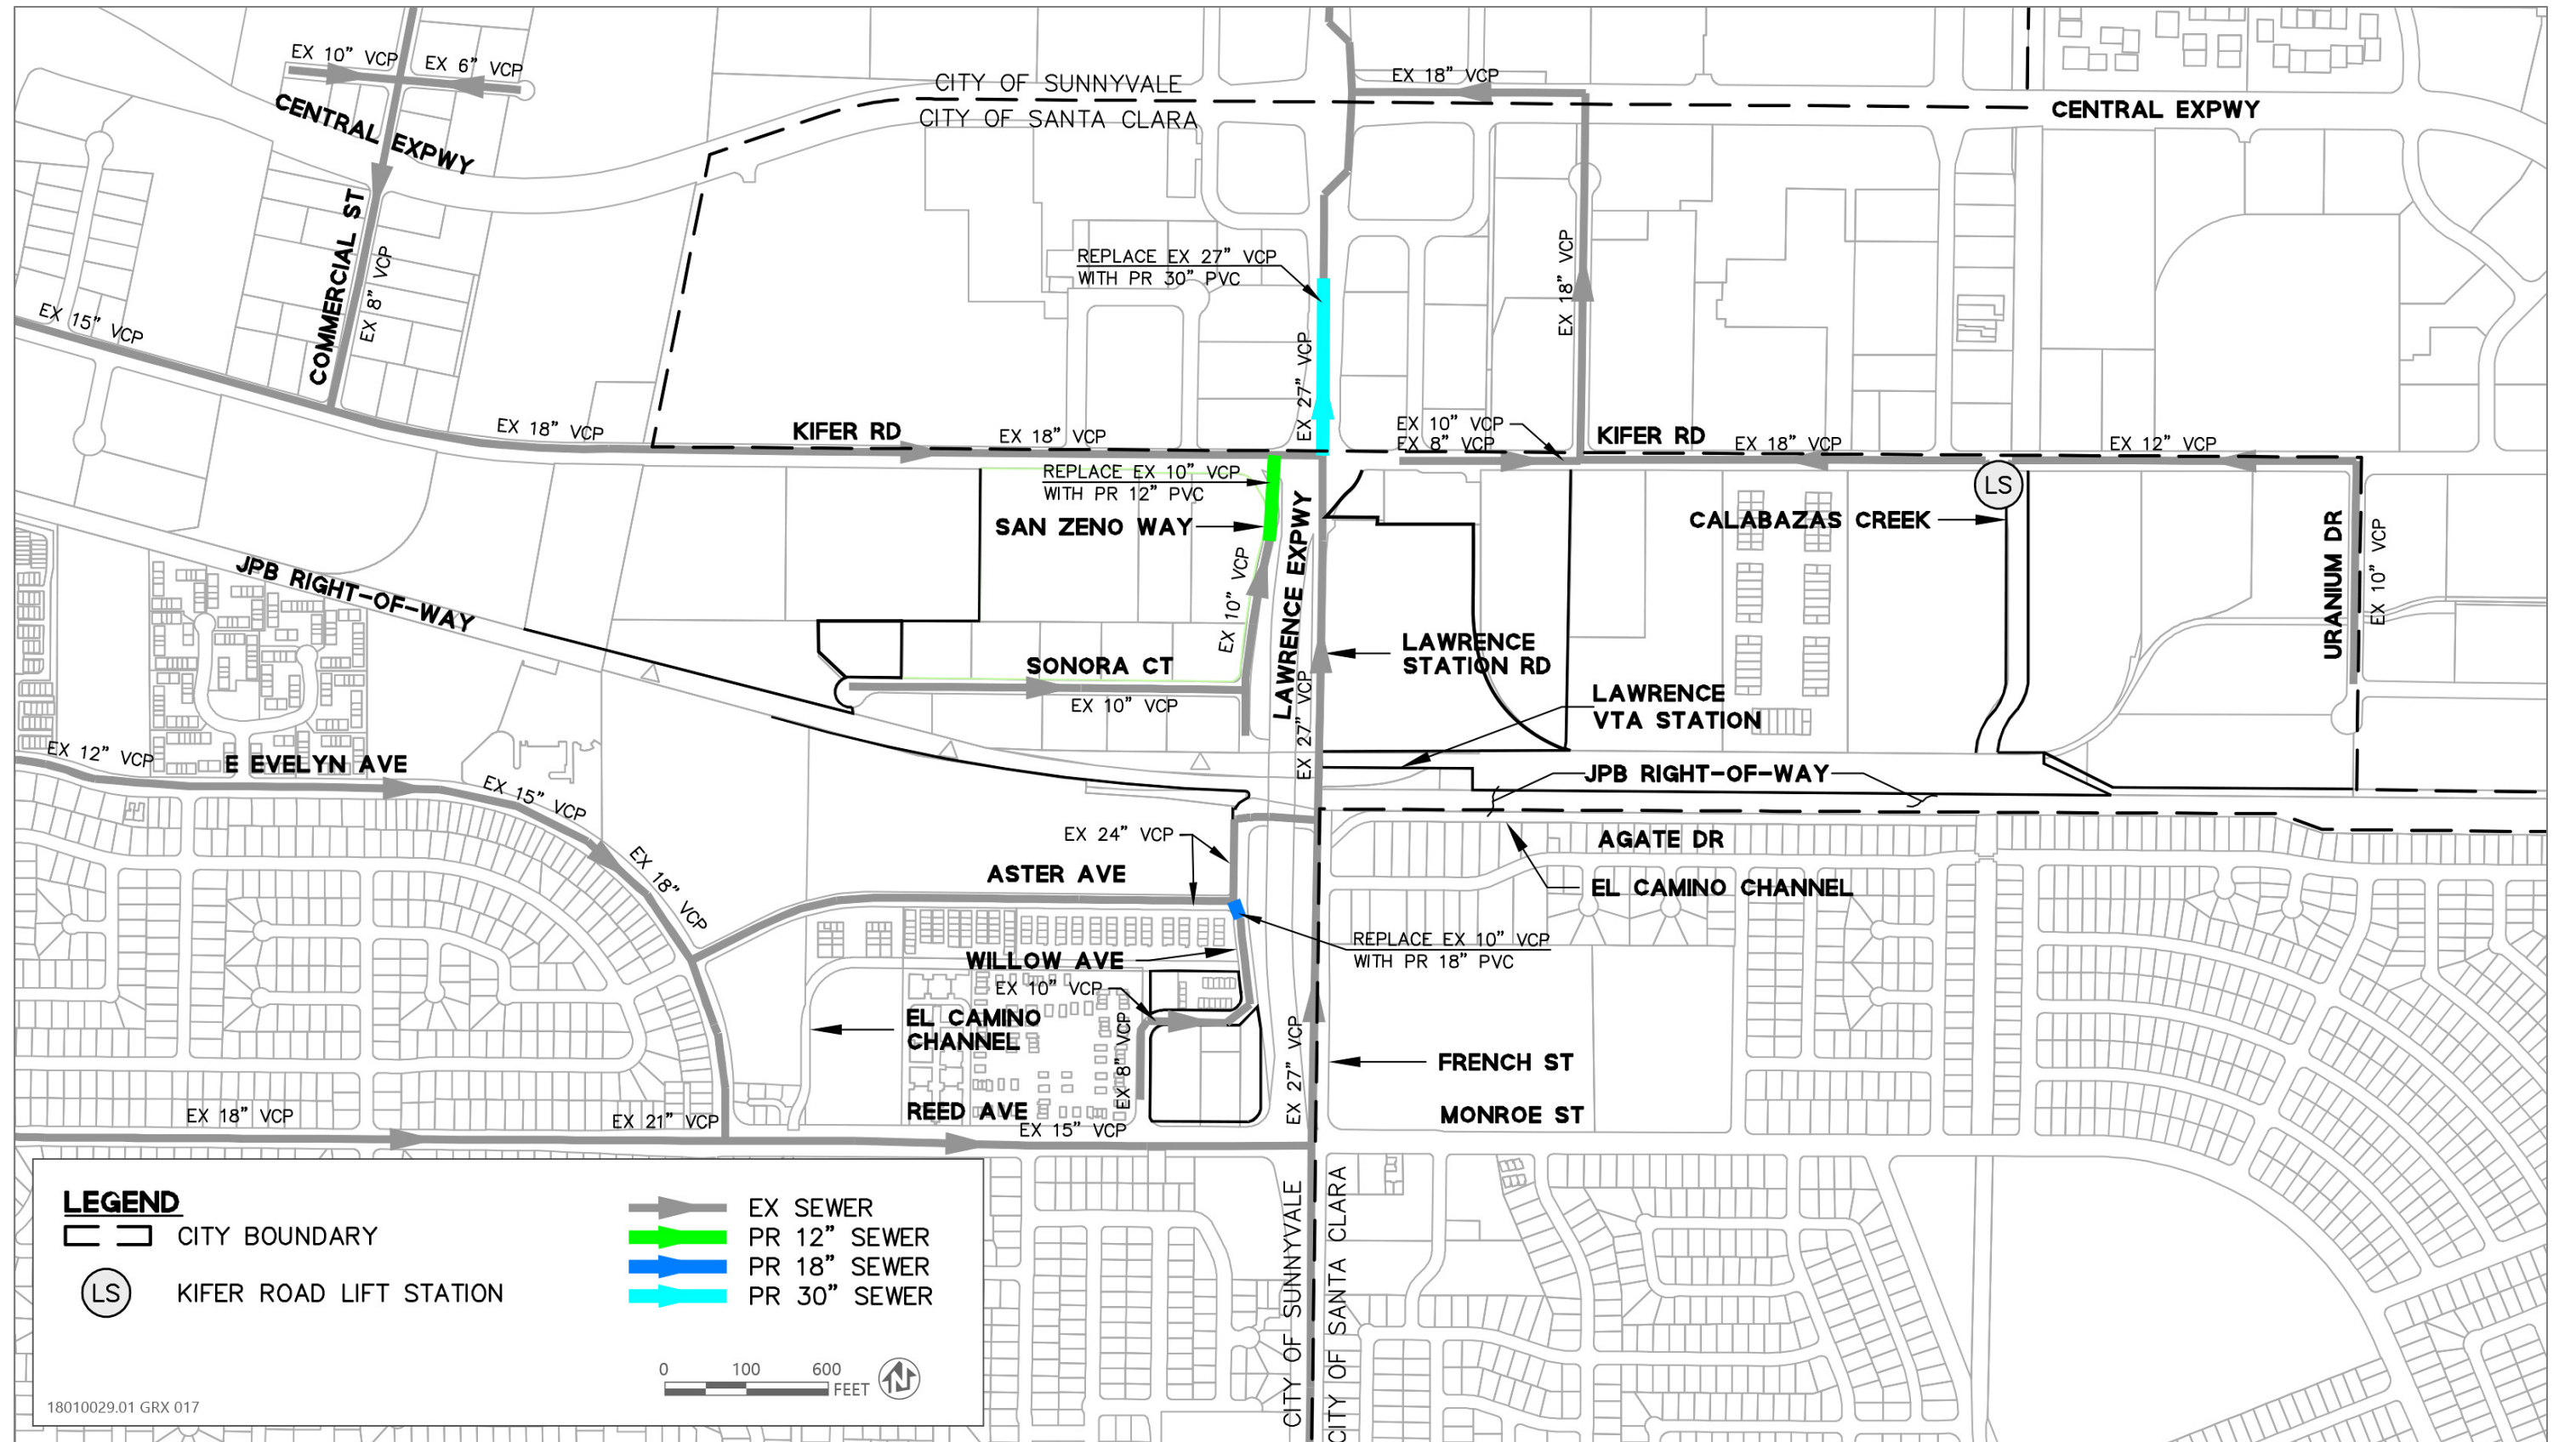 EX 10" VCP
EX 6" VCP
CENTRAL EXPWY
CITY OF SUNNYVALE
CITY OF SANTA CLARA
EX 18" VCP
CENTRAL EXPWY
COMMERCIAL ST
EX 8" VCP
EX 15" VCP
REPLACE EX 27" VCP
WITH PR 30" PVC
EX 27" VCP
EX 18" VCP
EX 18" VCP
KIFER RD
EX 18" VCP
EX 10" VCP
EX 8" VCP
KIFER RD
EX 18" VCP
EX 12" VCP
REPLACE EX 10" VCP
WITH PR 12" PVC
SAN ZENO WAY
LAWRENCE EXPWY
LS
CALABAZAS CREEK
URANIUM DR
EX 10" VCP
JPB RIGHT-OF-WAY
EX 10" VCP
SONORA CT
EX 10" VCP
LAWRENCE
STATION RD
EX 27" VCP
LAWRENCE
VTA STATION
EX 12" VCP
E EVELYN AVE
EX 15" VCP
JPB RIGHT-OF-WAY
EX 24" VCP
AGATE DR
EX 18" VCP
ASTER AVE
EL CAMINO CHANNEL
REPLACE EX 10" VCP
WITH PR 18" PVC
WILLOW AVE
EX 10" VCP
EL CAMINO
CHANNEL
EX 8" VCP
EX 27" VCP
FRENCH ST
REED AVE
MONROE ST
EX 18" VCP
EX 21" VCP
EX 15" VCP
CITY OF SUNNYVALE
CITY OF SANTA CLARA
LEGEND
CITY BOUNDARY
LS
KIFER ROAD LIFT STATION
EX SEWER
PR 12" SEWER
PR 18" SEWER
PR 30" SEWER
0 100 600
FEET
N
18010029.01 GRX 017